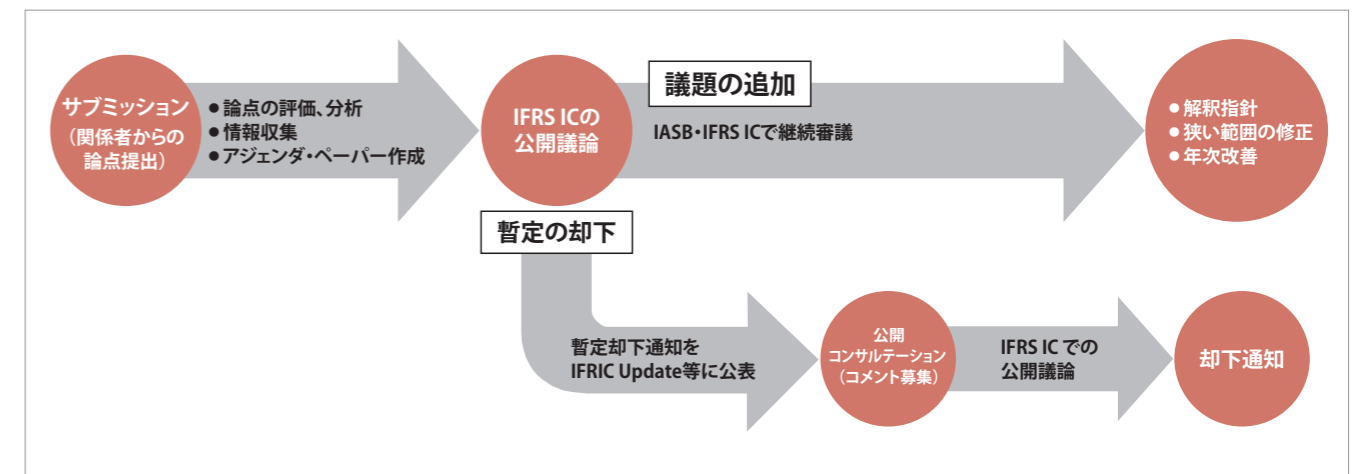 サブミッション
（関係者からの
論点提出）
●論点の評価、分析
●情報収集
●アジェンダ・ペーパー作成
IFRS ICの
公開議論
議題の追加
IASB・IFRS ICで継続審議
●解釈指針
●狭い範囲の修正
●年次改善
暫定の却下
暫定却下通知を
IFRIC Update等に公表
公開
コンサルテーション
（コメント募集）
IFRS IC での
公開議論
却下通知